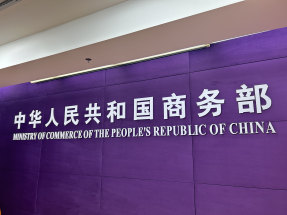 中华人民共和国商务部
MINISTRY OF COMMERCE OF THE PEOPLE'S REPUBLIC OF CHINA